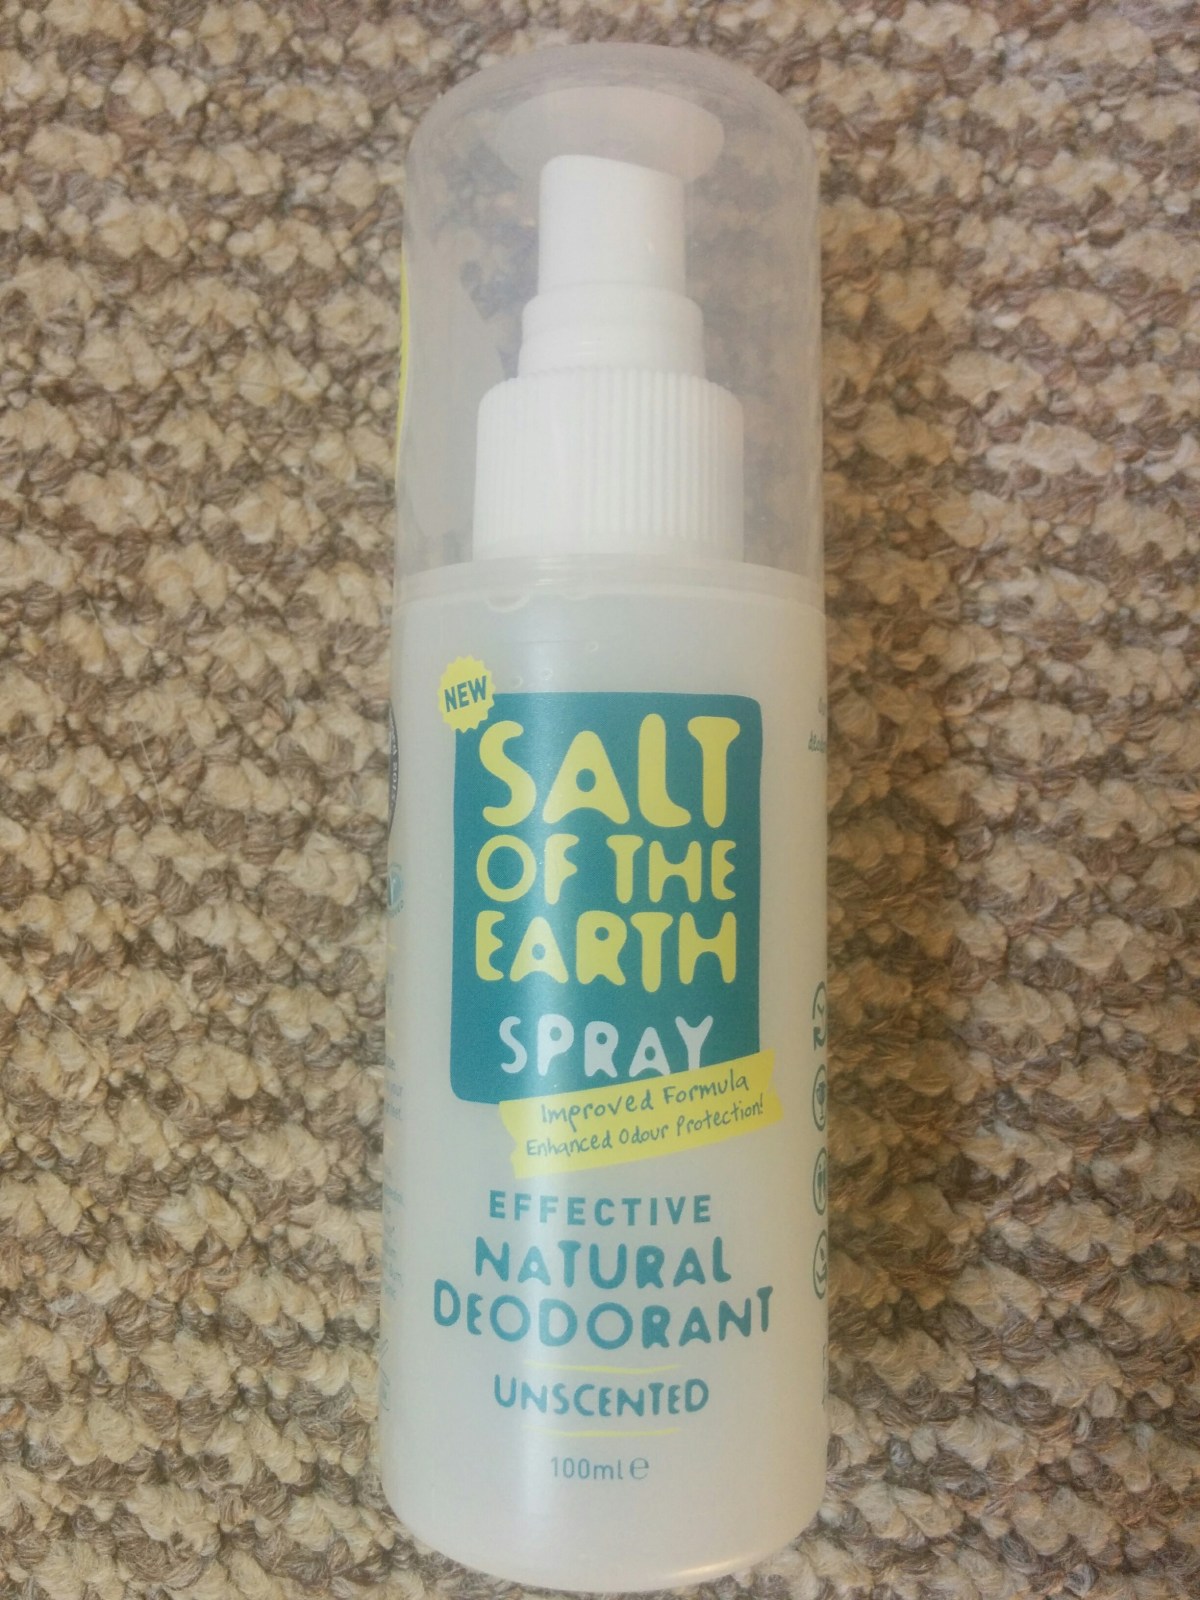 NEW
SALT
OF THE
EARTH
SPRAY
Improved Formula
Enhanced Odour Protection!
EFFECTIVE
NATURAL
DEODORANT
UNSCENTED
100ml e